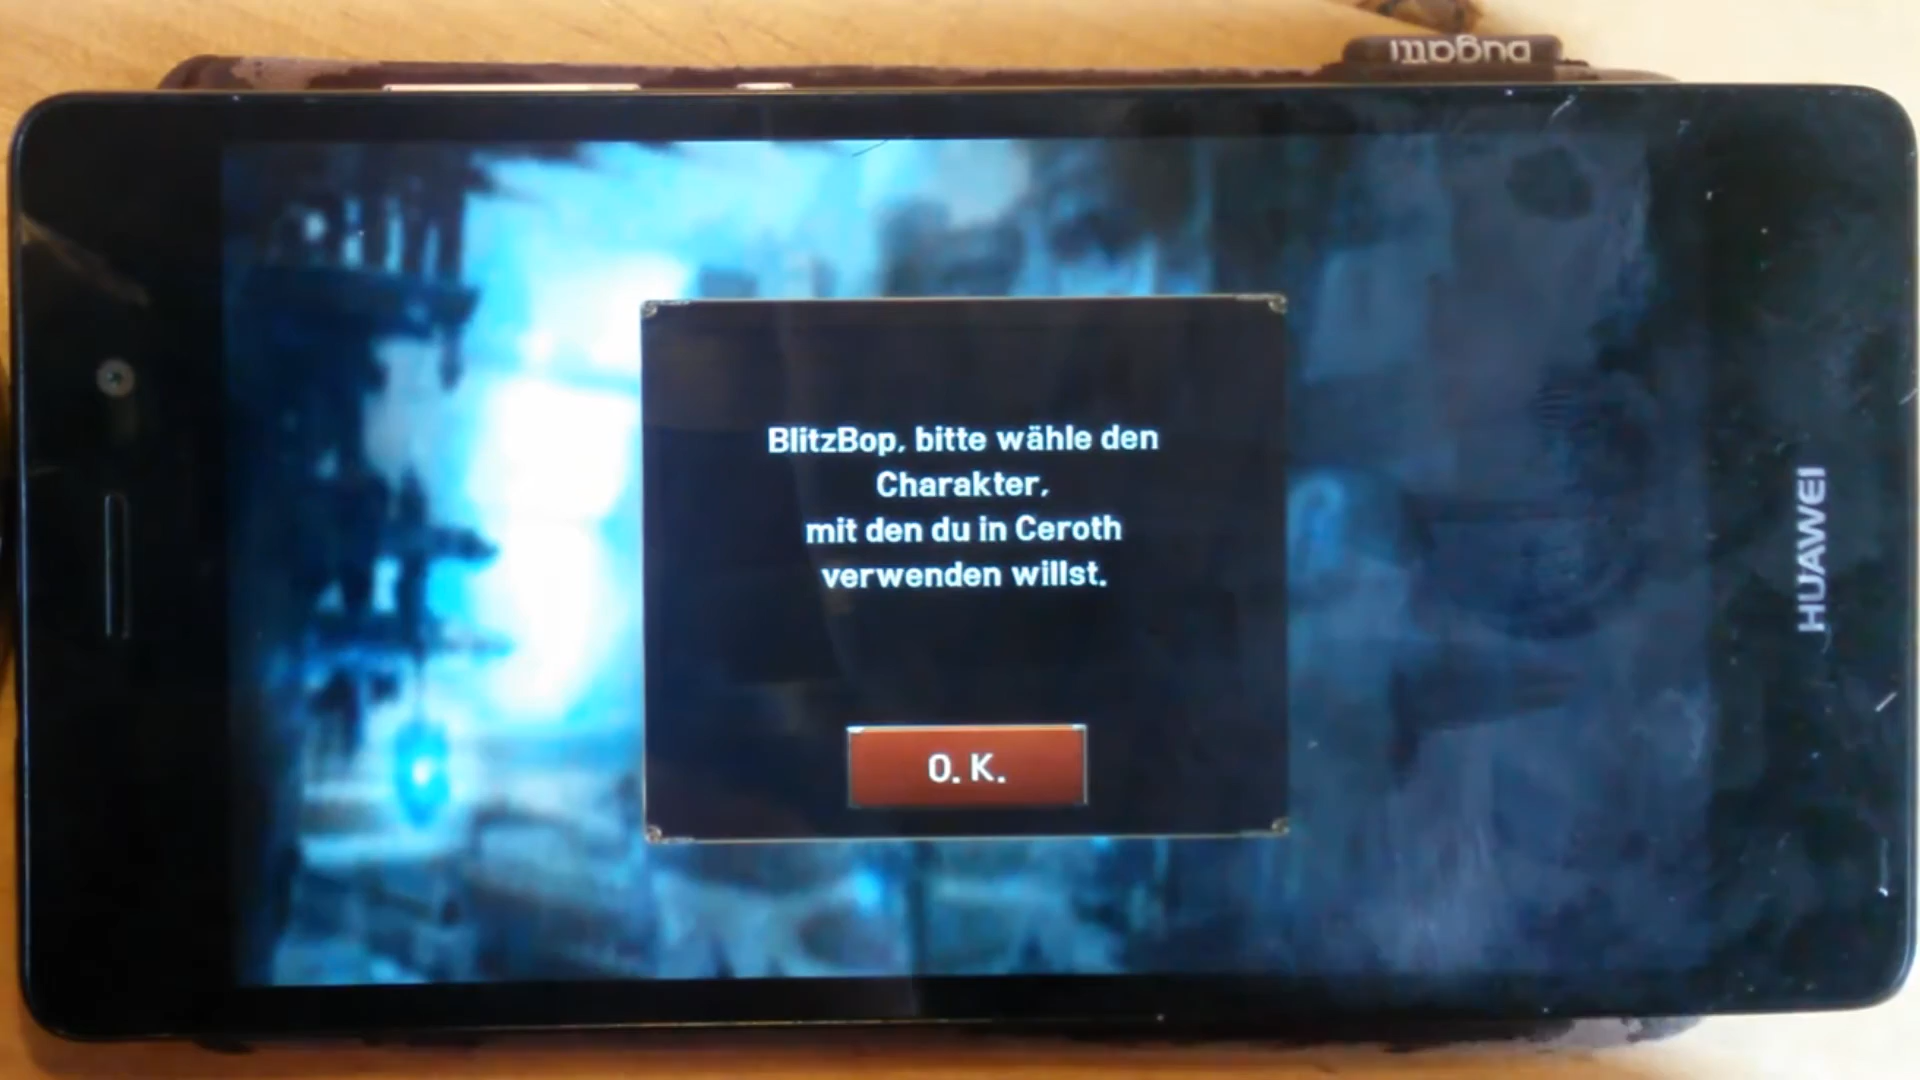 bugatti
BlitzBop, bitte wähle den
Charakter,
mit den du in Ceroth
verwenden willst.
O. K.
HUAWEI